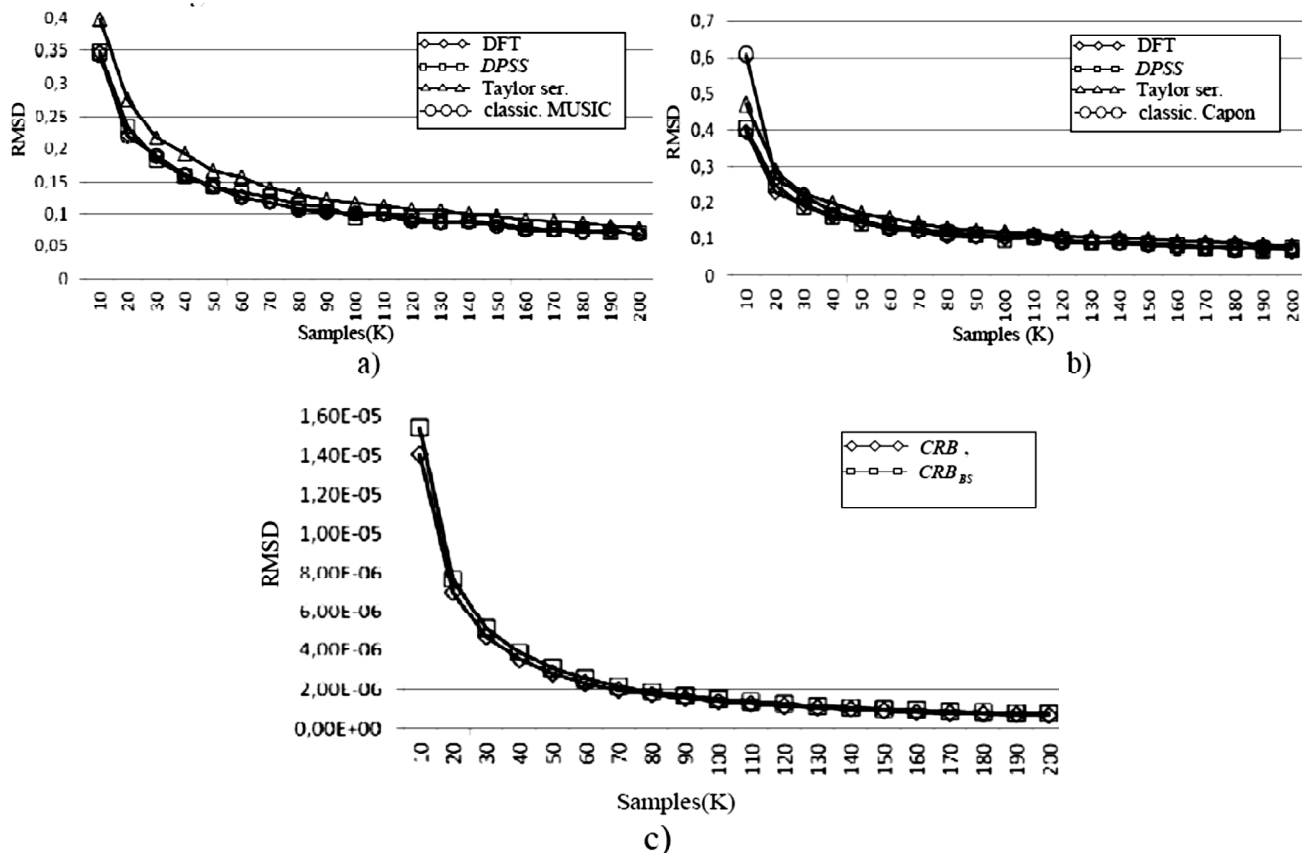 0,4
0,35
0,3
0,25
0,2
0,15
0,1
0,05
0
RMSD
DFT
DPSS
Taylor ser.
classic. MUSIC
10 20 30 40 50 60 70 80 90 100 110 120 130 140 150 160 170 180 190 200
Samples(K)
a)
0,7
0,6
0,5
0,4
0,3
0,2
0,1
0
RMSD
DFT
DPSS
Taylor ser.
classic. Capon
10 20 30 40 50 60 70 80 90 100 110 120 130 140 150 160 170 180 190 200
Samples (K)
b)
1,60E-05
1,40E-05
1,20E-05
1,00E-05
8,00E-06
6,00E-06
4,00E-06
2,00E-06
0,00E+00
RMSD
CRB ,
CRB BS
10 20 30 40 50 60 70 80 90 100 110 120 130 140 150 160 170 180 190 200
Samples(K)
c)